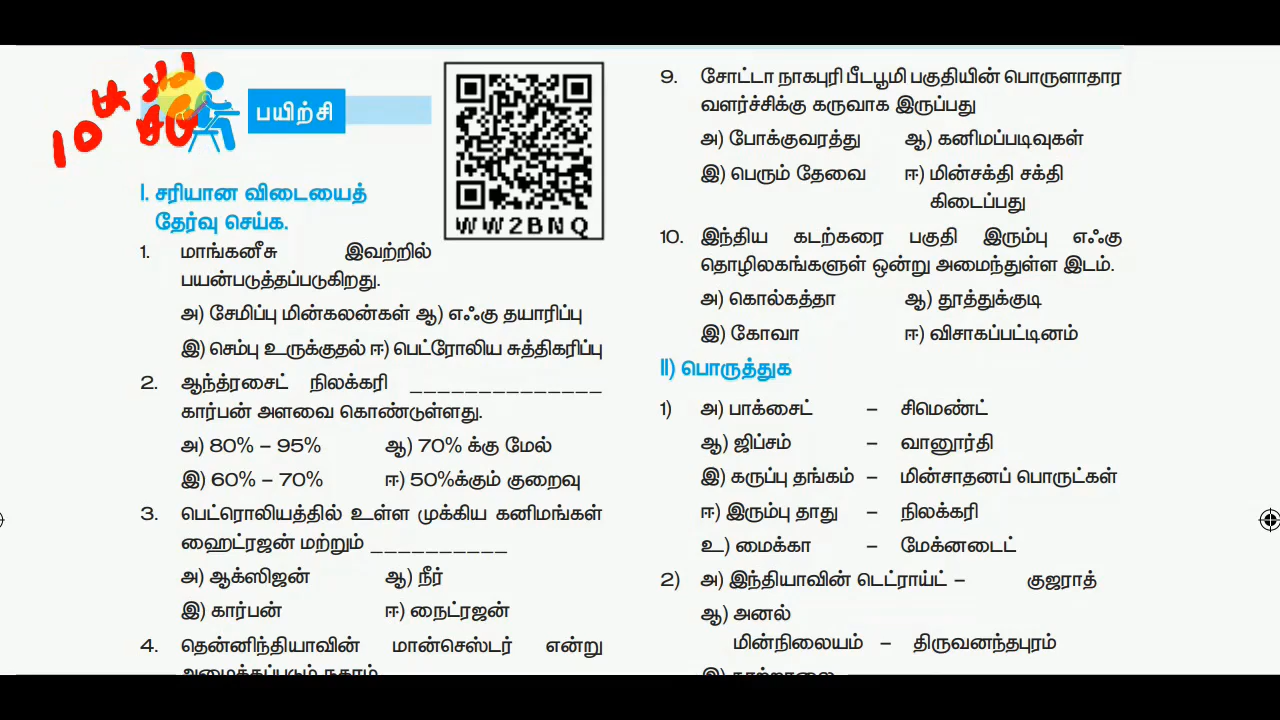 பயிற்சி
WW2BNQ
I. சரியான விடையைத்
தேர்வு செய்க.
1. மாங்கனீசு இவற்றில்
பயன்படுத்தப்படுகிறது.
அ) சேமிப்பு மின்கலன்கள் ஆ) எஃகு தயாரிப்பு
இ) செம்பு உருக்குதல் ஈ) பெட்ரோலிய சுத்திகரிப்பு
2. ஆந்த்ரசைட் நிலக்கரி ______________
கார்பன் அளவை கொண்டுள்ளது.
அ) 80% – 95% ஆ) 70% க்கு மேல்
இ) 60% – 70% ஈ) 50%க்கும் குறைவு
3. பெட்ரொலியத்தில் உள்ள முக்கிய கனிமங்கள்
ஹைட்ரஜன் மற்றும் __________
அ) ஆக்ஸிஜன் ஆ) நீர்
இ) கார்பன் ஈ) நைட்ரஜன்
4. தென்னிந்தியாவின் மான்செஸ்டர் என்று
அழைக்கப்படும் நகரம்
9. சோட்டா நாகபுரி பீடபூமி பகுதியின் பொருளாதார
வளர்ச்சிக்கு கருவாக இருப்பது
அ) போக்குவரத்து ஆ) கனிமப்படிவுகள்
இ) பெரும் தேவை ஈ) மின்சக்தி சக்தி
கிடைப்பது
10. இந்திய கடற்கரை பகுதி இரும்பு எஃகு
தொழிலகங்களுள் ஒன்று அமைந்துள்ள இடம்.
அ) கொல்கத்தா ஆ) தூத்துக்குடி
இ) கோவா ஈ) விசாகப்பட்டினம்
II) பொருத்துக
1) அ) பாக்சைட் – சிமெண்ட்
ஆ) ஜிப்சம் – வானூர்தி
இ) கருப்பு தங்கம் – மின்சாதனப் பொருட்கள்
ஈ) இரும்பு தாது – நிலக்கரி
உ) மைக்கா – மேக்னடைட்
2) அ) இந்தியாவின் டெட்ராய்ட் – குஜராத்
ஆ) அனல்
மின்நிலையம் – திருவனந்தபுரம்